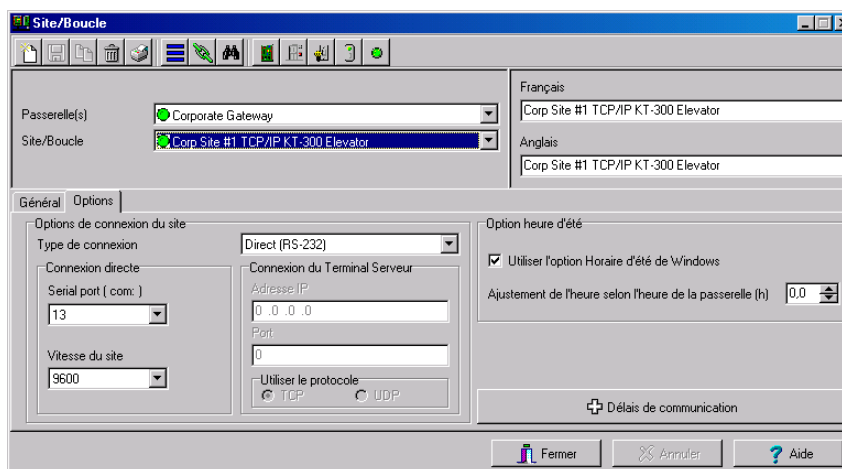 Site/Boucle
Français
Passerelle(s) Corporate Gateway Corp Site #1 TCP/IP KT-300 Elevator
Site/Boucle Corp Site #1 TCP/IP KT-300 Elevator Anglais
Corp Site #1 TCP/IP KT-300 Elevator
Général Options
Options de connexion du site Option heure d'été
Type de connexion Direct (RS-232)
Utiliser l'option Horaire d'été de Windows
Connexion directe Connexion du Terminal Serveur
Serial port ( com: ) Adresse IP Ajustement de l'heure selon l'heure de la passerelle (h) 0,0
13 0 .0 .0 .0
Port
Vitesse du site 0
9600 Utiliser le protocole
TCP UDP Délais de communication
Fermer Annuler Aide